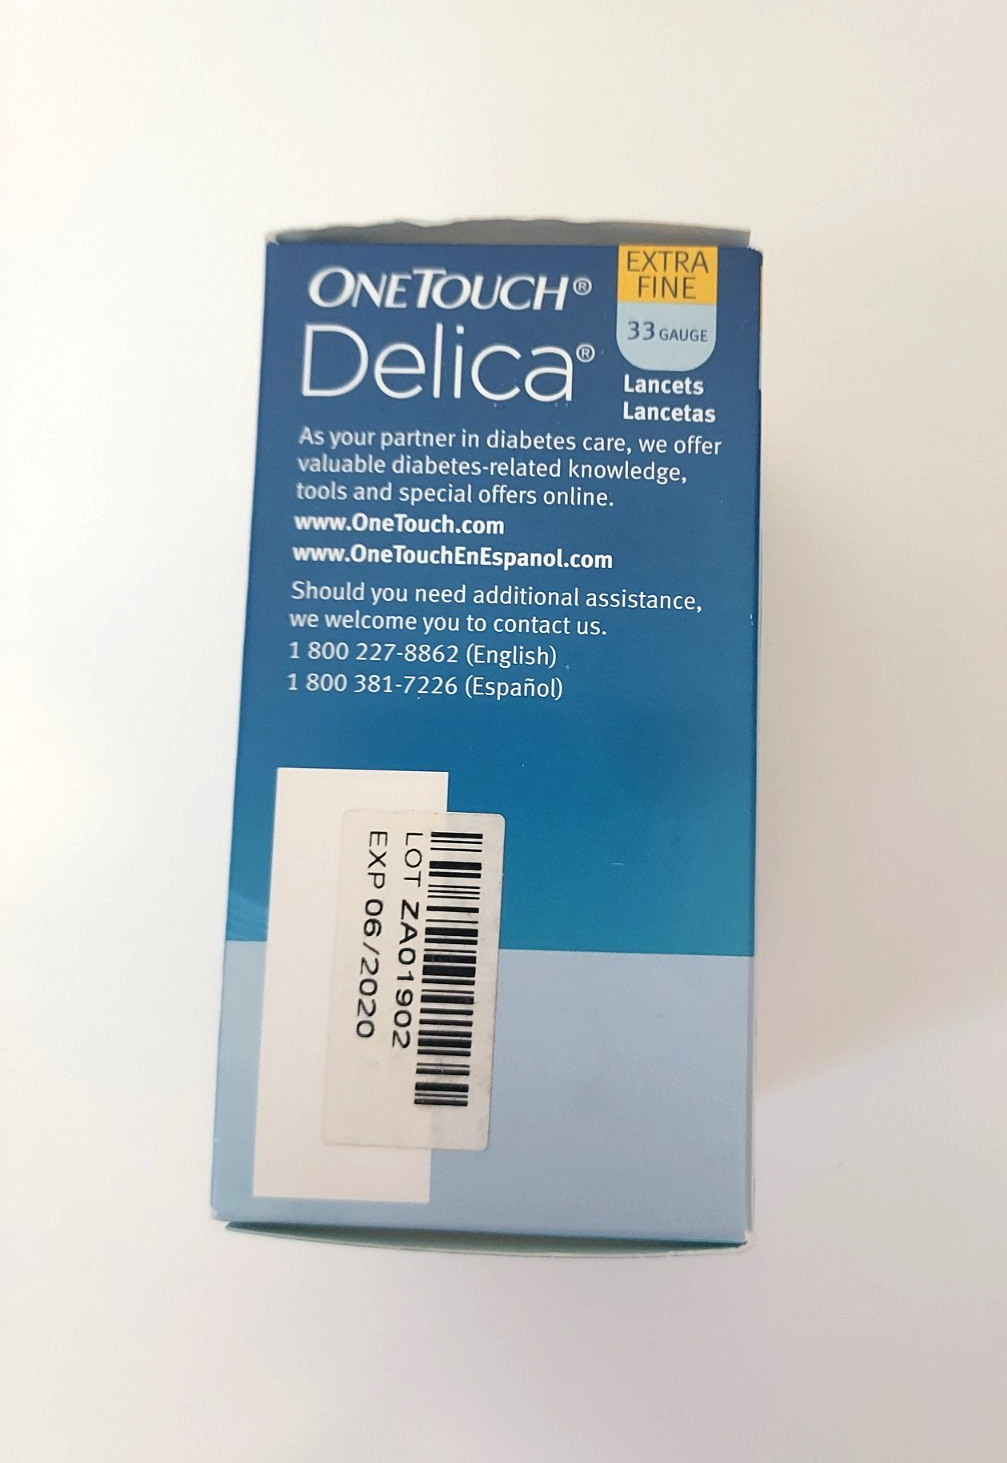 ONETOUCH®
Delica®
EXTRA
FINE
33 GAUGE
Lancets
Lancetas
As your partner in diabetes care, we offer
valuable diabetes-related knowledge,
tools and special offers online.
www.OneTouch.com
www.OneTouchEnEspanol.com
Should you need additional assistance,
we welcome you to contact us.
1 800 227-8862 (English)
1 800 381-7226 (Español)
LOT ZA01902
EXP 06/2020